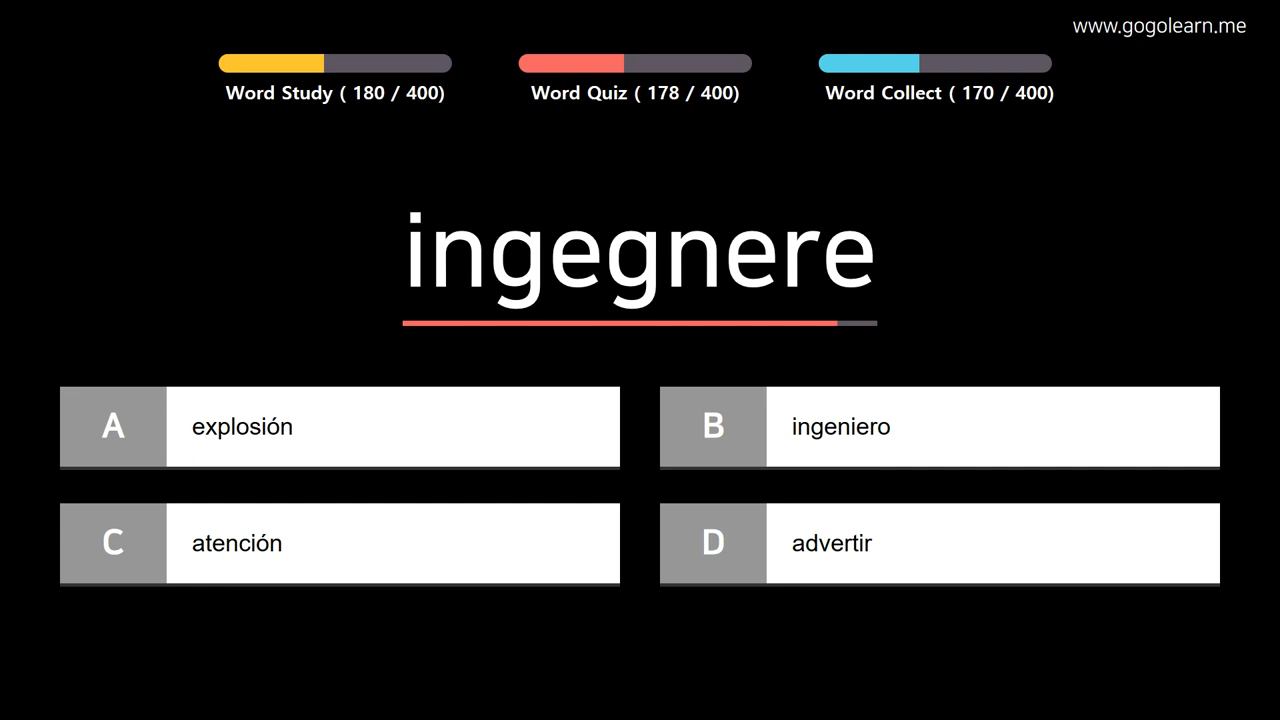 www.gogolearn.me
Word Study ( 180 / 400)
Word Quiz ( 178 / 400)
Word Collect ( 170 / 400)
ingegnere
A explosión
B ingeniero
C atención
D advertir